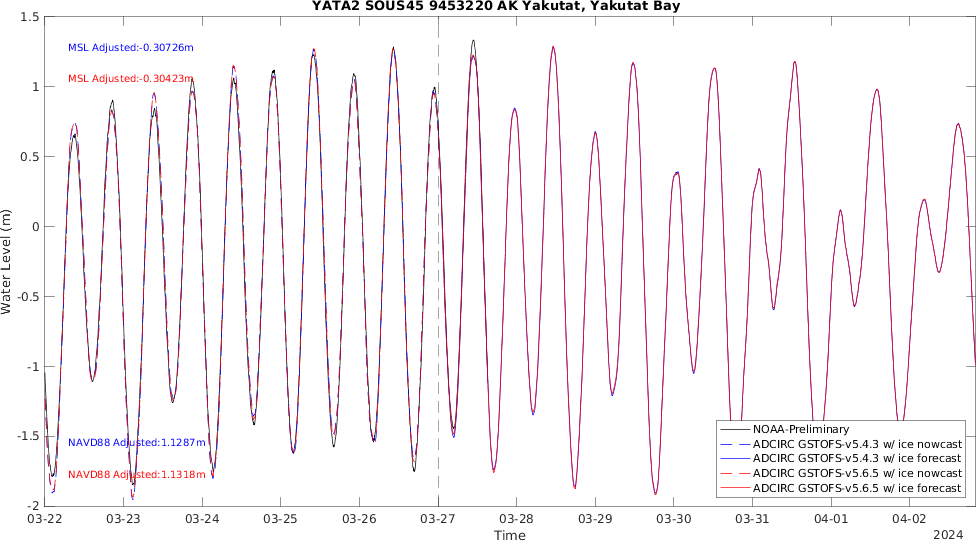 YATA2 SOUS45 9453220 AK Yakutat, Yakutat Bay
1.5
1
0.5
0
-0.5
-1
-1.5
-2
Water Level (m)
MSL Adjusted:-0.30726m
MSL Adjusted:-0.30423m
NAVD88 Adjusted:1.1287m
NAVD88 Adjusted:1.1318m
NOAA-Preliminary
ADCIRC GSTOFS-v5.4.3 w/ ice nowcast
ADCIRC GSTOFS-v5.4.3 w/ ice forecast
ADCIRC GSTOFS-v5.6.5 w/ ice nowcast
ADCIRC GSTOFS-v5.6.5 w/ ice forecast
03-22 03-23 03-24 03-25 03-26 03-27 03-28 03-29 03-30 03-31 04-01 04-02
Time
2024